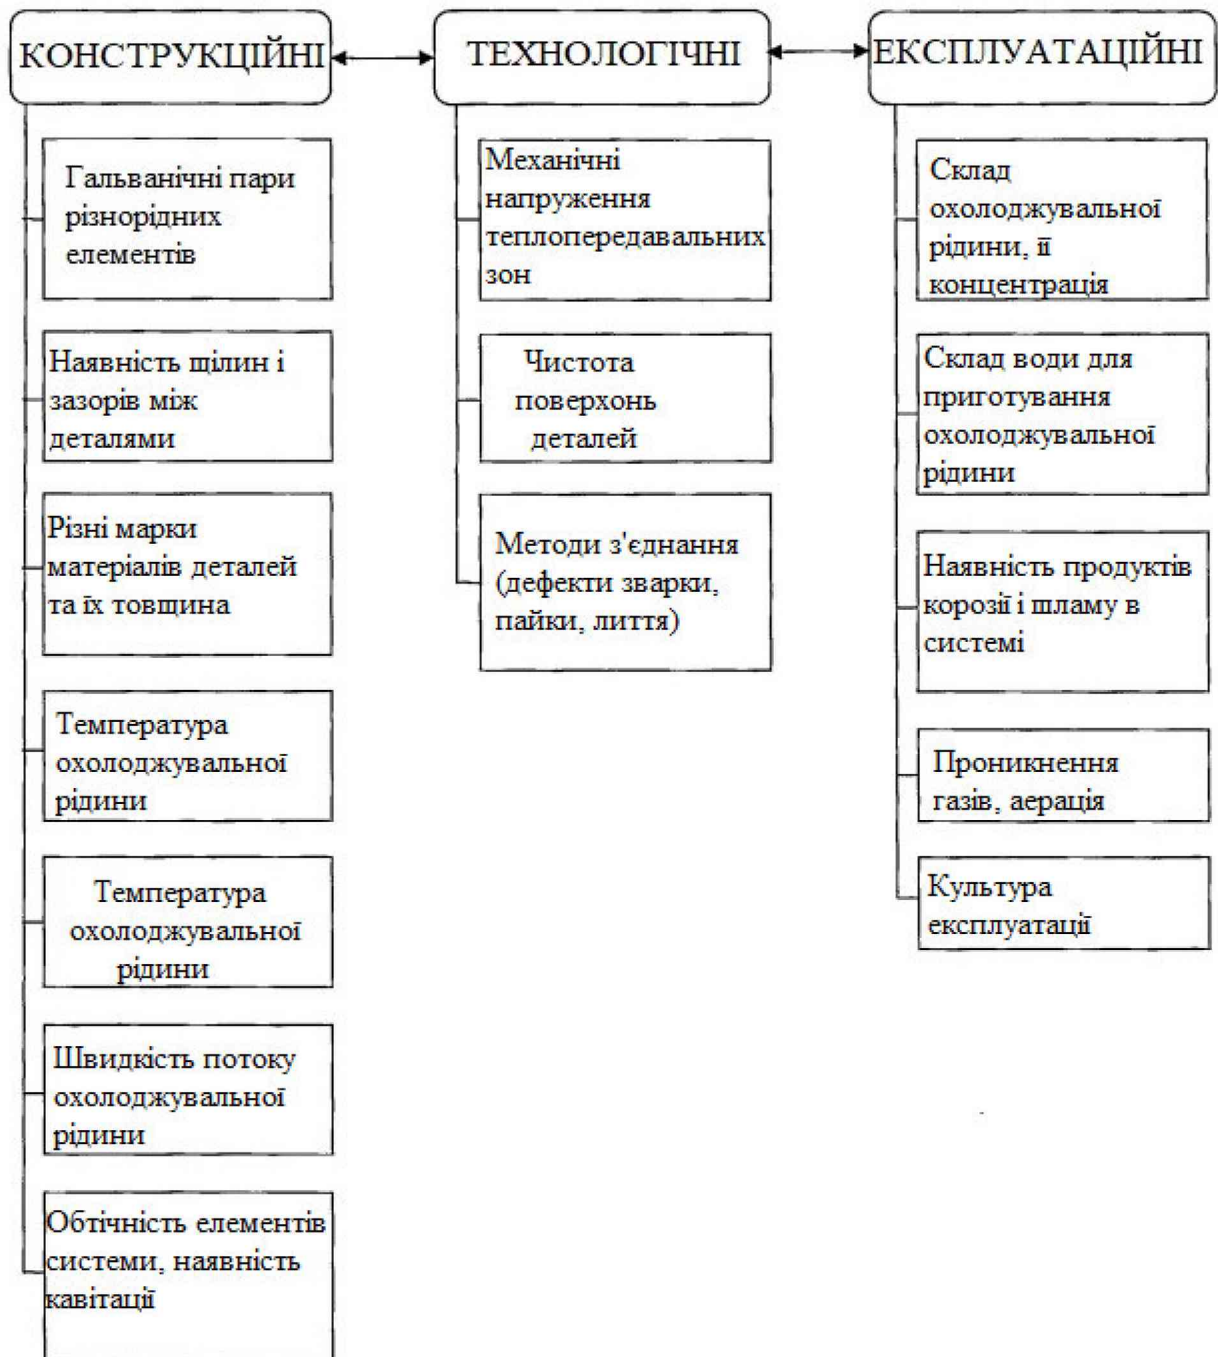 КОНСТРУКЦІЙНІ
Гальванічні пари
різнорідних
елементів
Наявність щілин і
зазорів між
деталями
Різні марки
матеріалів деталей
та їх товщина
Температура
охолоджувальної
рідини
Температура
охолоджувальної
рідини
Швидкість потоку
охолоджувальної
рідини
Обтічність елементів
системи, наявність
кавітації
ТЕХНОЛОГІЧНІ
Механічні
напруження
теплопередавальних
зон
Чистота
поверхонь
деталей
Методи з'єднання
(дефекти зварки,
пайки, лиття)
ЕКСПЛУАТАЦІЙНІ
Склад
охолоджувальної
рідини, її
концентрація
Склад води для
приготування
охолоджувальної
рідини
Наявність продуктів
корозії і шламу в
системі
Проникнення
газів, аерація
Культура
експлуатації